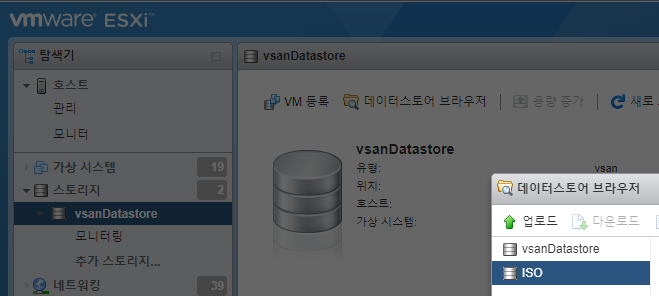 vmware ESXi™
탐색기
호스트
관리
모니터
가상 시스템 19
스토리지 2
vsanDatastore
모니터링
추가 스토리지...
네트워킹 39
vsanDatastore
VM 등록 데이터스토어 브라우저 용량 증가 새로
vsanDatastore
유형: vsan
위치:
호스트:
가상 시스템:
데이터스토어 브라우저
업로드 다운로드
vsanDatastore
ISO